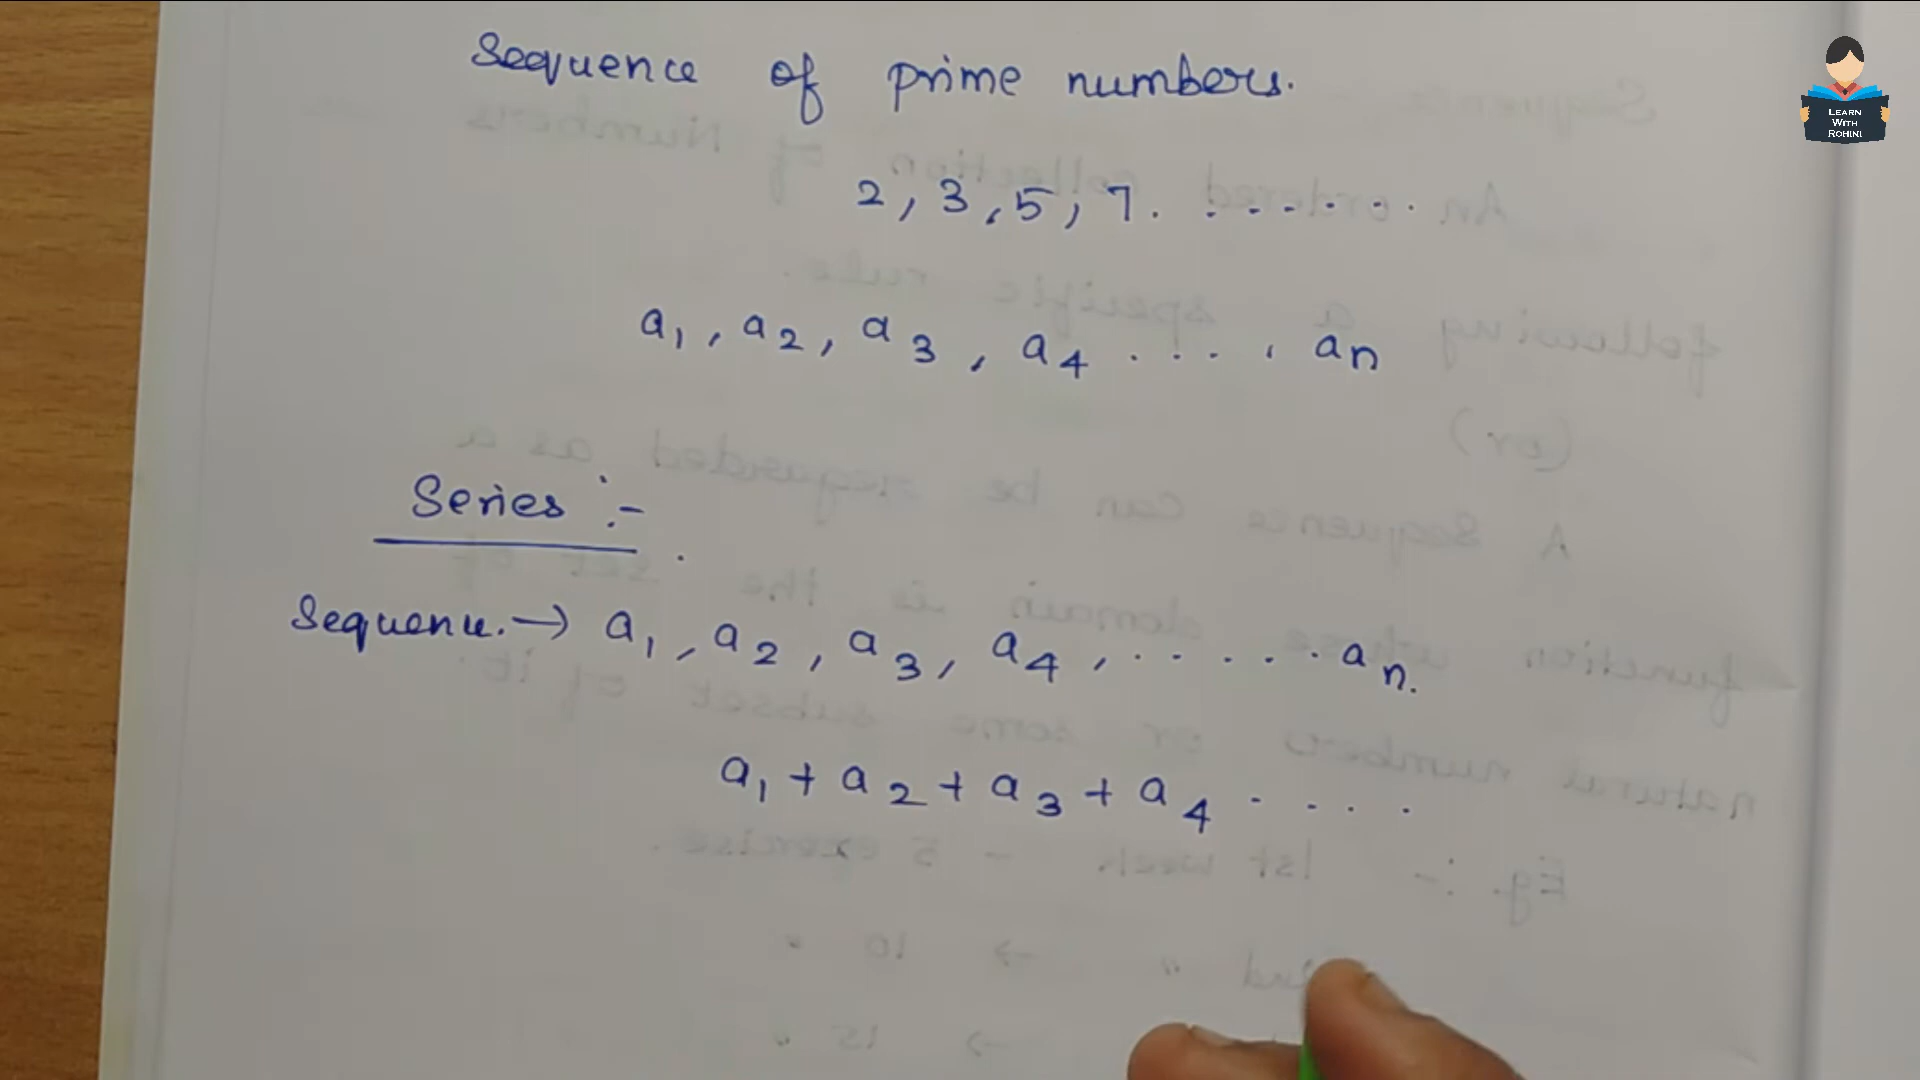 Sequence of prime numbers.
2, 3, 5, 7. . . . . . . .
a1, a2, a3, a4 . . . . , an
Series :-
Sequence. → a1, a2, a3, a4, . . . . . an.
a1 + a2 + a3 + a4 . . . .
LEARN
WITH
ROHINI